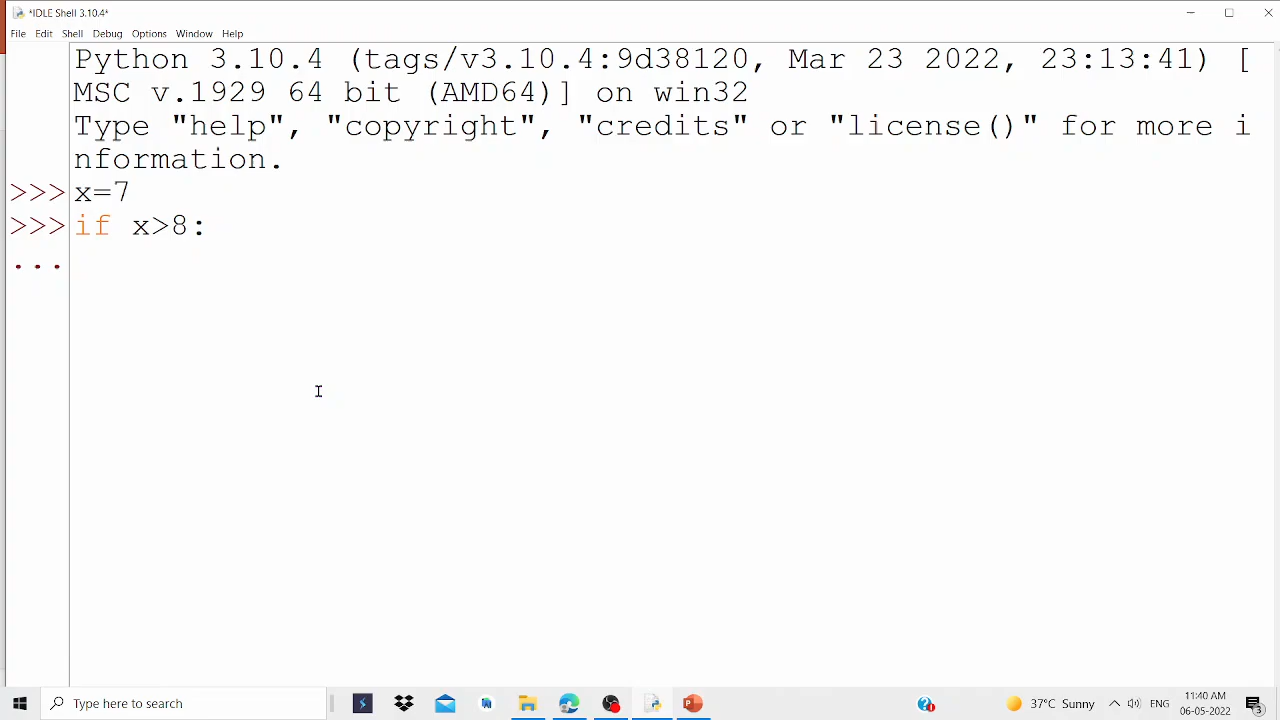 *IDLE Shell 3.10.4*
File Edit Shell Debug Options Window Help
Python 3.10.4 (tags/v3.10.4:9d38120, Mar 23 2022, 23:13:41) [
MSC v.1929 64 bit (AMD64)] on win32
Type "help", "copyright", "credits" or "license()" for more i
nformation.
>>> x=7
>>> if x>8:
...
Type here to search
37°C Sunny
ENG
11:40 AM
06-05-2022
3